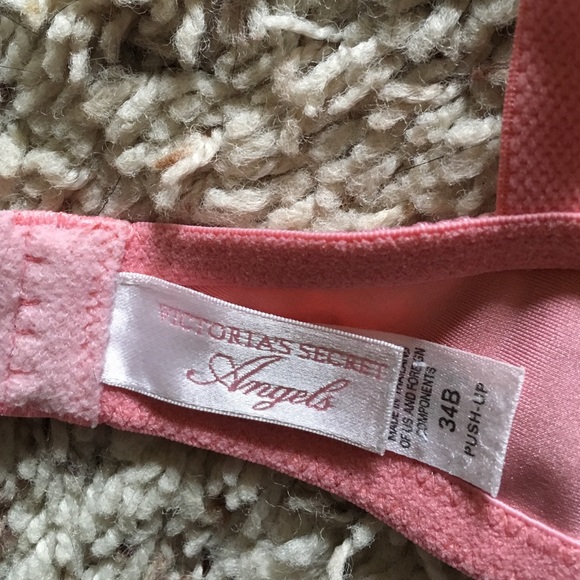 VICTORIA'S SECRET
Angels
MADE IN
OF US AND FOREIGN
COMPONENTS
34B
PUSH-UP